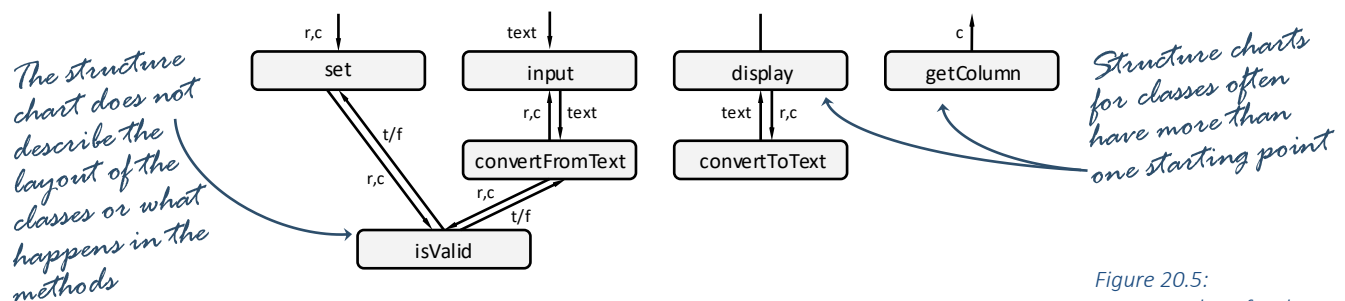 The structure
chart does not
describe the
layout of the
classes or what
happens in the
methods
r,c
set
text
input
display
c
getColumn
t/f
r,c
r,c
text
convertFromText
text
r,c
convertToText
r,c
t/f
isValid
Structure charts
for classes often
have more than
one starting point
Figure 20.5: